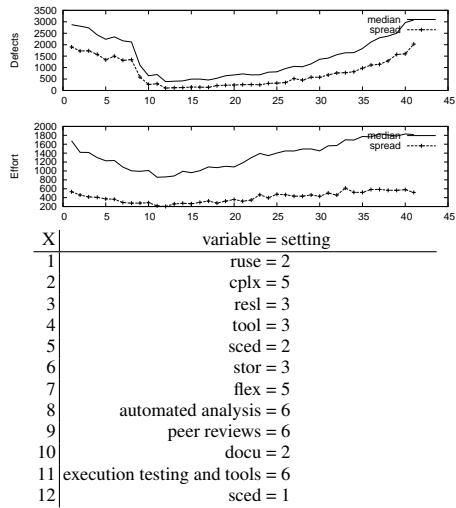 3500
3000
2500
2000
1500
1000
500
0
Defects
median
spread
0 5 10 15 20 25 30 35 40 45
2000
1800
1600
1400
1200
1000
800
600
400
200
Effort
median
spread
0 5 10 15 20 25 30 35 40 45
X variable = setting
1 ruse = 2
2 cplx = 5
3 resl = 3
4 tool = 3
5 sced = 2
6 stor = 3
7 flex = 5
8 automated analysis = 6
9 peer reviews = 6
10 docu = 2
11 execution testing and tools = 6
12 sced = 1